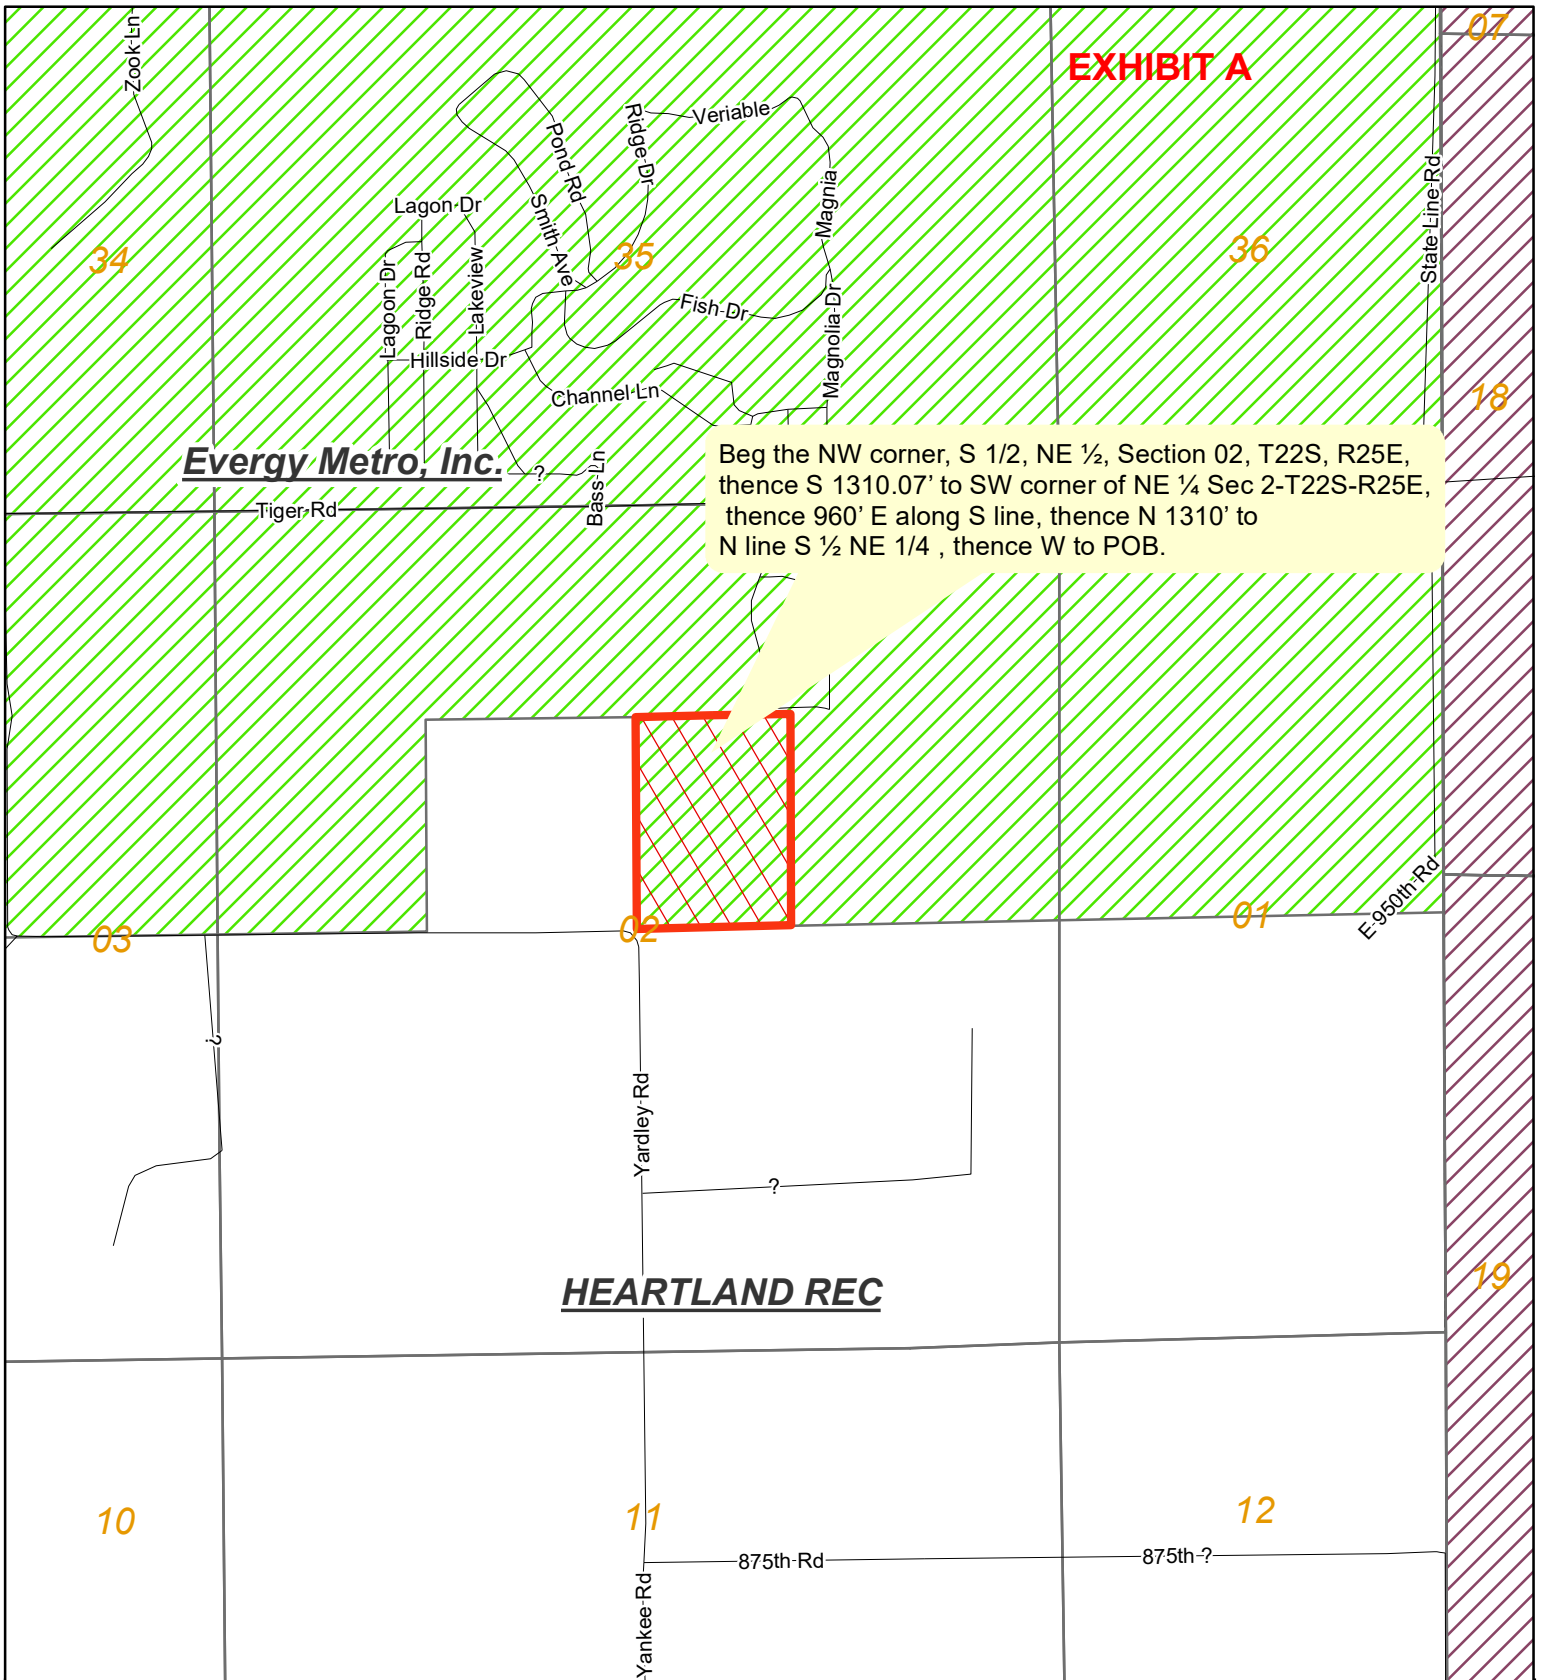 Zook Ln
07
EXHIBIT A
Veriable
Ridge Dr
Pond Rd
Smith Ave
Magnia
State Line Rd
Lagon Dr
34
35
36
Lagoon Dr
Ridge Rd
Lakeview
Fish Dr
Magnolia Dr
Hillside Dr
Channel Ln
18
Evergy Metro, Inc.
?
Bass Ln
Tiger Rd
Beg the NW corner, S 1/2, NE ½, Section 02, T22S, R25E,
thence S 1310.07’ to SW corner of NE ¼ Sec 2-T22S-R25E,
thence 960’ E along S line, thence N 1310’ to
N line S ½ NE 1/4 , thence W to POB.
E 950th Rd
03
02
01
?
Yardley Rd
?
HEARTLAND REC
19
10
11
12
875th Rd
875th ?
Yankee Rd